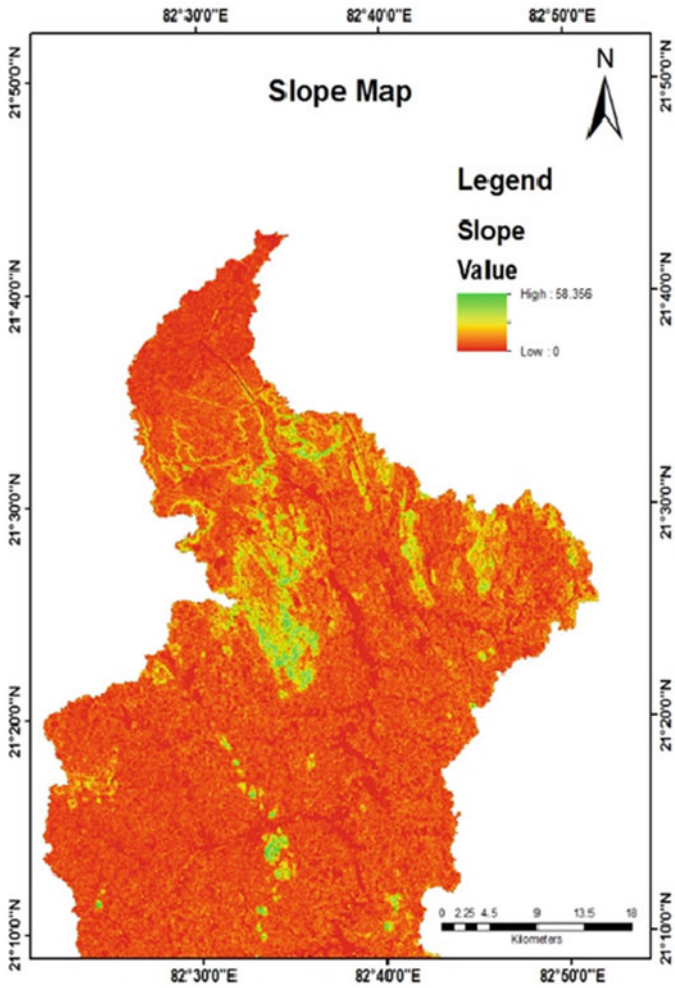 82°30'0"E 82°40'0"E 82°50'0"E
21°50'0"N 21°50'0"N
Slope Map
N
Legend
Slope
Value
High : 58.356
Low : 0
21°40'0"N 21°40'0"N
21°30'0"N 21°30'0"N
21°20'0"N 21°20'0"N
0 2.25 4.5 9 13.5 18
Kilometers
21°10'0"N 21°10'0"N
82°30'0"E 82°40'0"E 82°50'0"E